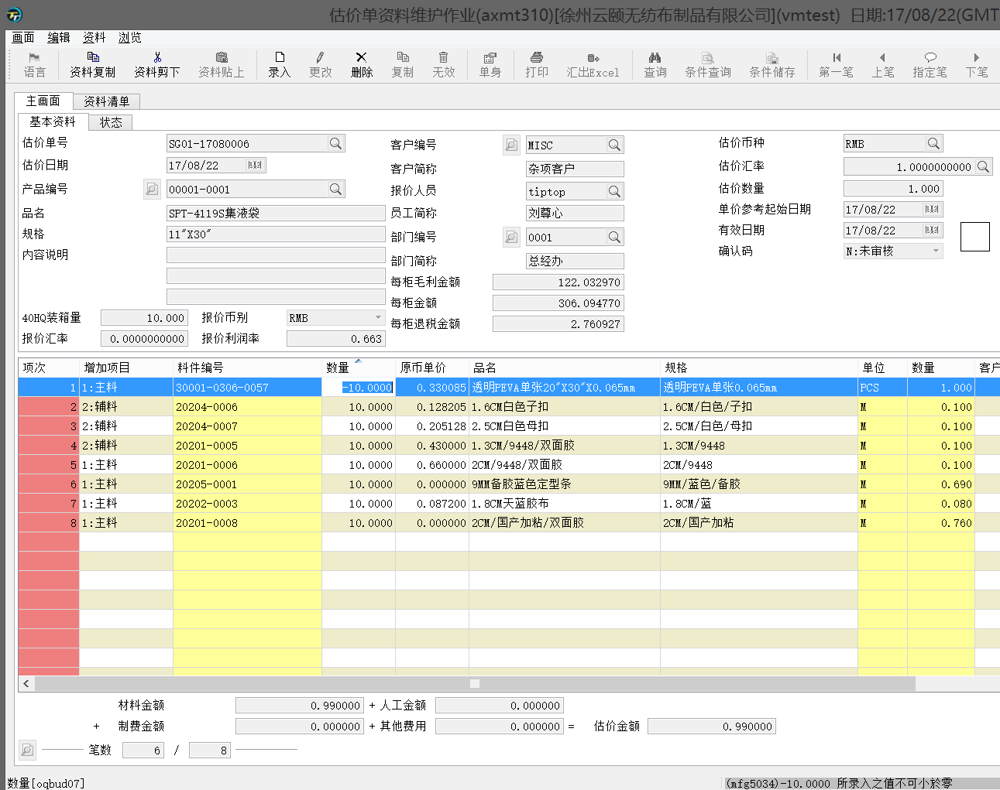 估价单资料维护作业(axmt310)[徐州云颐无纺布制品有限公司](vmtest) 日期:17/08/22(GMT
画面 编辑 资料 浏览
语言 资料复制 资料剪下 资料贴上 录入 更改 删除 复制 无效 单身 打印 汇出Excel 查询 条件查询 条件储存 第一笔 上笔 指定笔 下笔
主画面 资料清单
基本资料 状态
估价单号 SG01-17080006 客户编号 MISC 估价币种 RMB
估价日期 17/08/22 客户简称 杂项客户 估价汇率 1.0000000000
产品编号 00001-0001 报价人员 tiptop 估价数量 1.000
品名 SPT-4119S集液袋 员工简称 刘尊心 单价参考起始日期 17/08/22
规格 11"X30" 部门编号 0001 有效日期 17/08/22
内容说明 部门简称 总经办 确认码 N:未审核
每柜毛利金额 122.032970
每柜金额 306.094770
40HQ装箱量 10.000 报价币别 RMB 每柜退税金额 2.760927
报价汇率 0.0000000000 报价利润率 0.663
项次 增加项目 料件编号 数量 原币单价 品名 规格 单位 数量 客户
1 1:主料 30001-0306-0057 -10.0000 0.330085 透明PEVA单张20"X30"X0.065mm 透明PEVA单张0.065mm PCS 1.000
2 2:辅料 20204-0006 10.0000 0.128205 1.6CM白色子扣 1.6CM/白色/子扣 M 0.100
3 2:辅料 20204-0007 10.0000 0.205128 2.5CM白色母扣 2.5CM/白色/母扣 M 0.100
4 2:辅料 20201-0005 10.0000 0.430000 1.3CM/9448/双面胶 1.3CM/9448 M 0.100
5 1:主料 20201-0006 10.0000 0.660000 2CM/9448/双面胶 2CM/9448 M 0.100
6 1:主料 20205-0001 10.0000 0.000000 9MM备胶蓝色定型条 9MM/蓝色/备胶 M 0.690
7 1:主料 20202-0003 10.0000 0.087200 1.8CM天蓝胶布 1.8CM/蓝 M 0.080
8 1:主料 20201-0008 10.0000 0.000000 2CM/国产加粘/双面胶 2CM/国产加粘 M 0.760
材料金额 0.990000 + 人工金额 0.000000
+ 制费金额 0.000000 + 其他费用 0.000000 = 估价金额 0.990000
笔数 6 / 8
数量[oqbud07] (mfg5034)-10.0000 所录入之值不可小於零